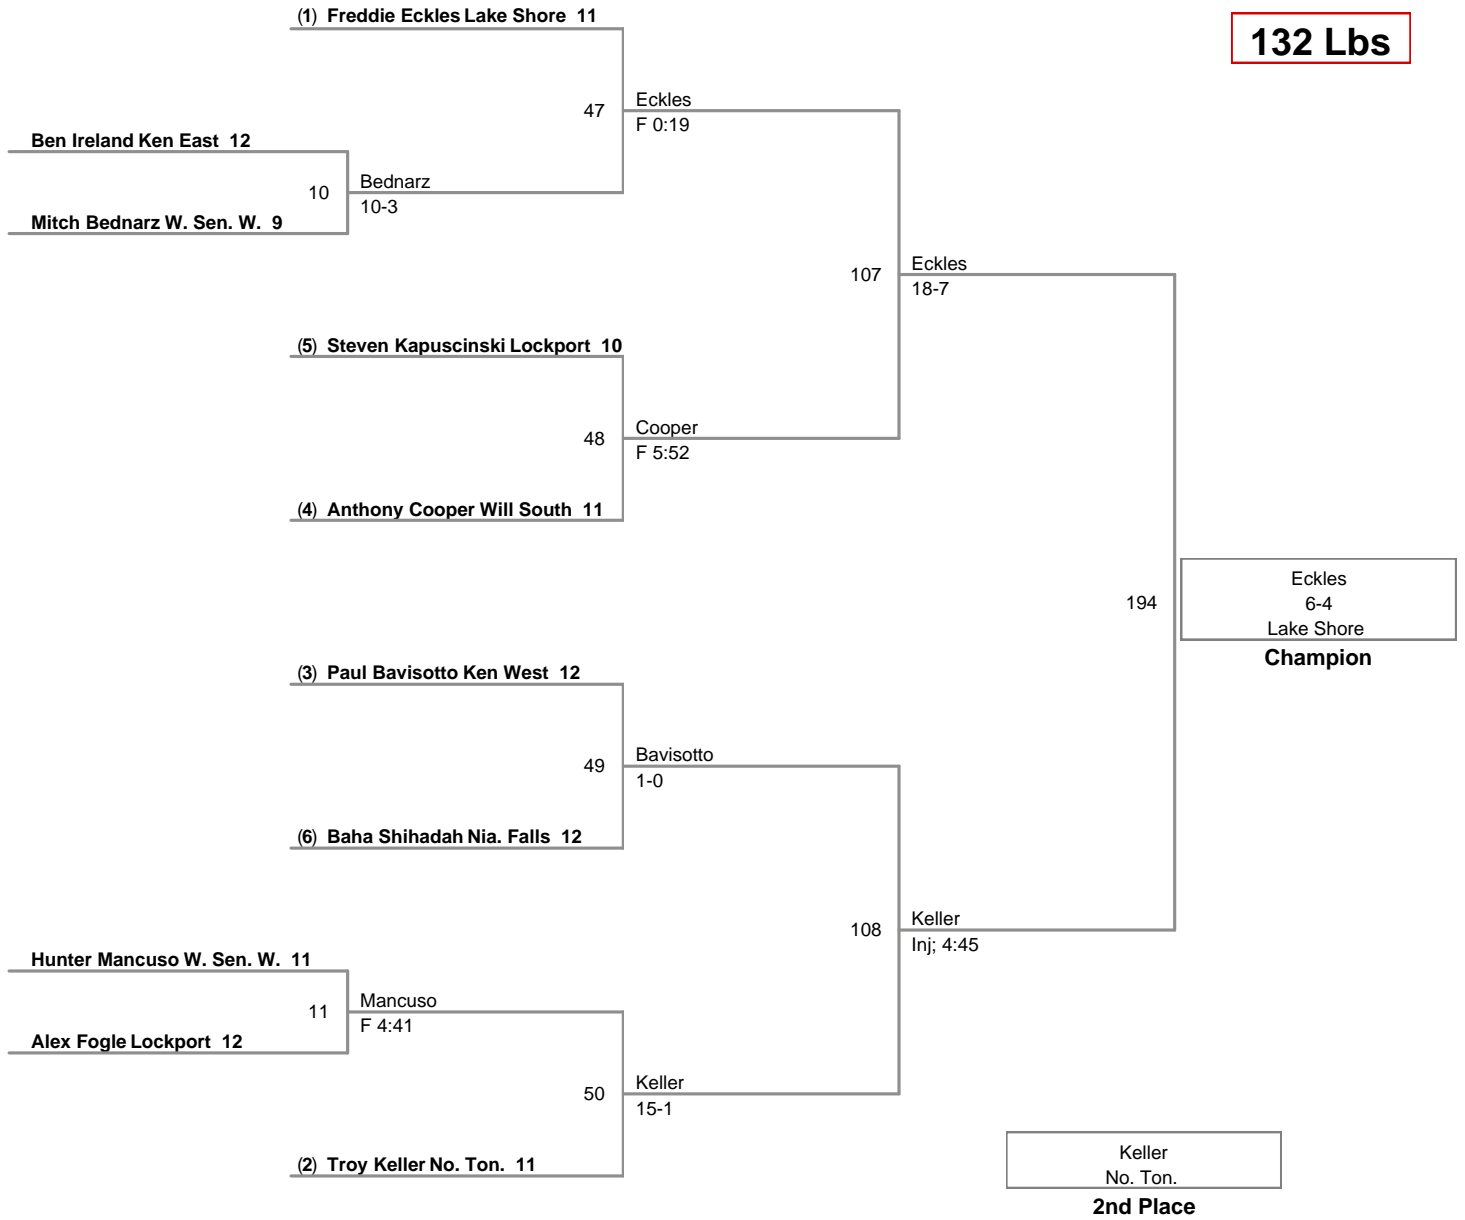 (1) Freddie Eckles Lake Shore 11
132 Lbs
47
Eckles
F 0:19
Ben Ireland Ken East 12
10
Bednarz
10-3
Mitch Bednarz W. Sen. W. 9
107
Eckles
18-7
(5) Steven Kapuscinski Lockport 10
48
Cooper
F 5:52
(4) Anthony Cooper Will South 11
194
Eckles
6-4
Lake Shore
Champion
(3) Paul Bavisotto Ken West 12
49
Bavisotto
1-0
(6) Baha Shihadah Nia. Falls 12
108
Keller
Inj; 4:45
Hunter Mancuso W. Sen. W. 11
11
Mancuso
F 4:41
Alex Fogle Lockport 12
50
Keller
15-1
(2) Troy Keller No. Ton. 11
Keller
No. Ton.
2nd Place